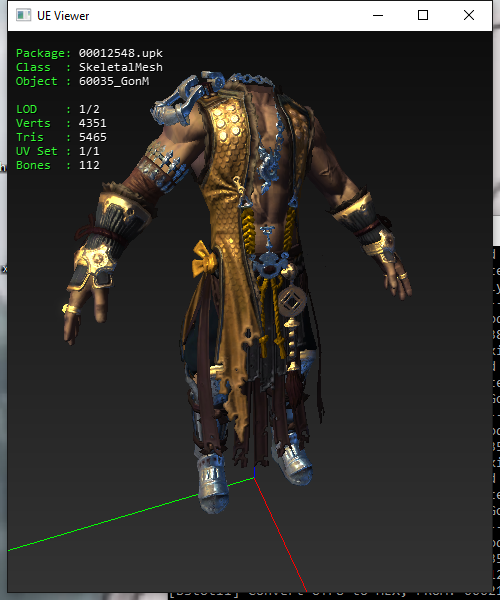 UE Viewer
Package: 00012548.upk
Class : SkeletalMesh
Object : 60035_GonM
LOD : 1/2
Verts : 4351
Tris : 5465
UV Set : 1/1
Bones : 112